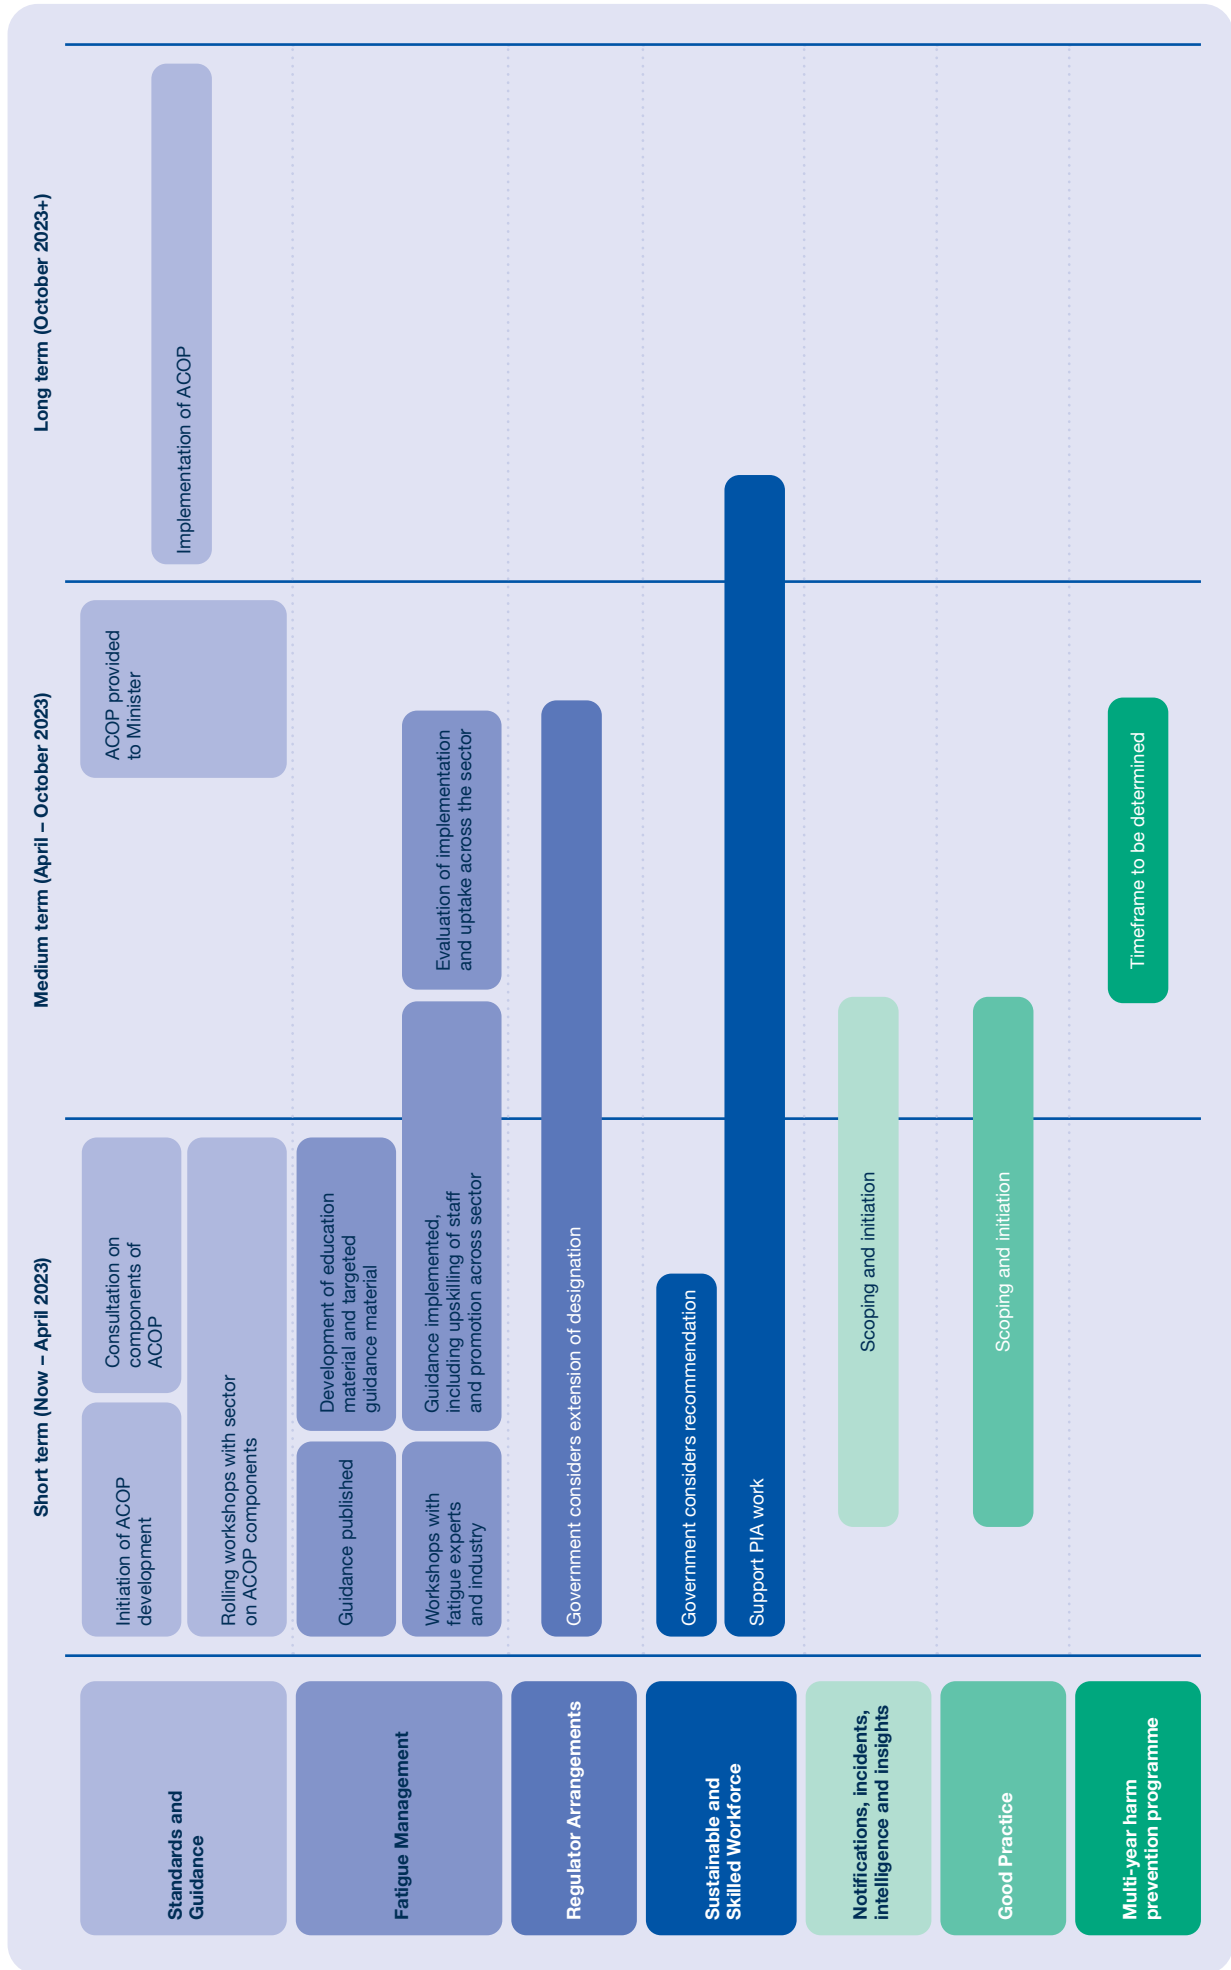 Short term (Now – April 2023)
Medium term (April – October 2023)
Long term (October 2023+)
Standards and
Guidance
Initiation of ACOP
development
Consultation on
components of
ACOP
ACOP provided
to Minister
Implementation of ACOP
Rolling workshops with sector
on ACOP components
Fatigue Management
Guidance published
Development of education
material and targeted
guidance material
Workshops with
fatigue experts
and industry
Guidance implemented,
including upskilling of staff
and promotion across sector
Evaluation of implementation
and uptake across the sector
Regulator Arrangements
Government considers extension of designation
Sustainable and
Skilled Workforce
Government considers recommendation
Support PIA work
Notifications, incidents,
intelligence and insights
Scoping and initiation
Good Practice
Scoping and initiation
Multi-year harm
prevention programme
Timeframe to be determined